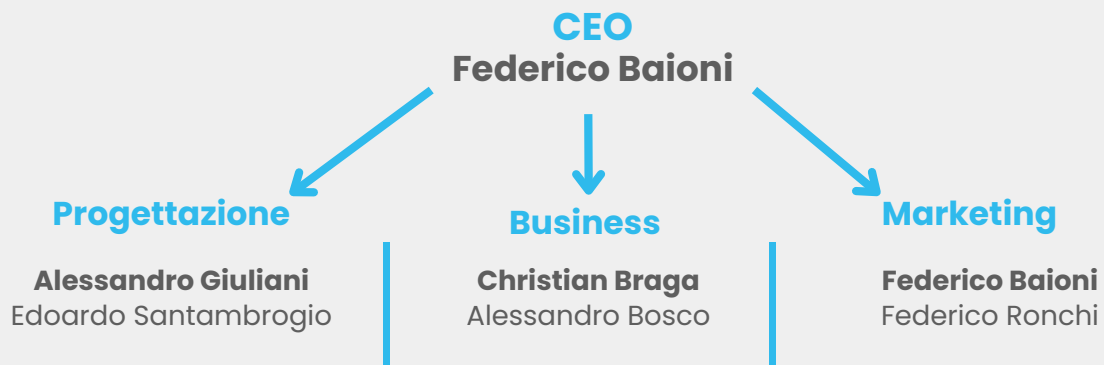 CEO
Federico Baioni
Progettazione
Alessandro Giuliani
Edoardo Santambrogio
Business
Christian Braga
Alessandro Bosco
Marketing
Federico Baioni
Federico Ronchi